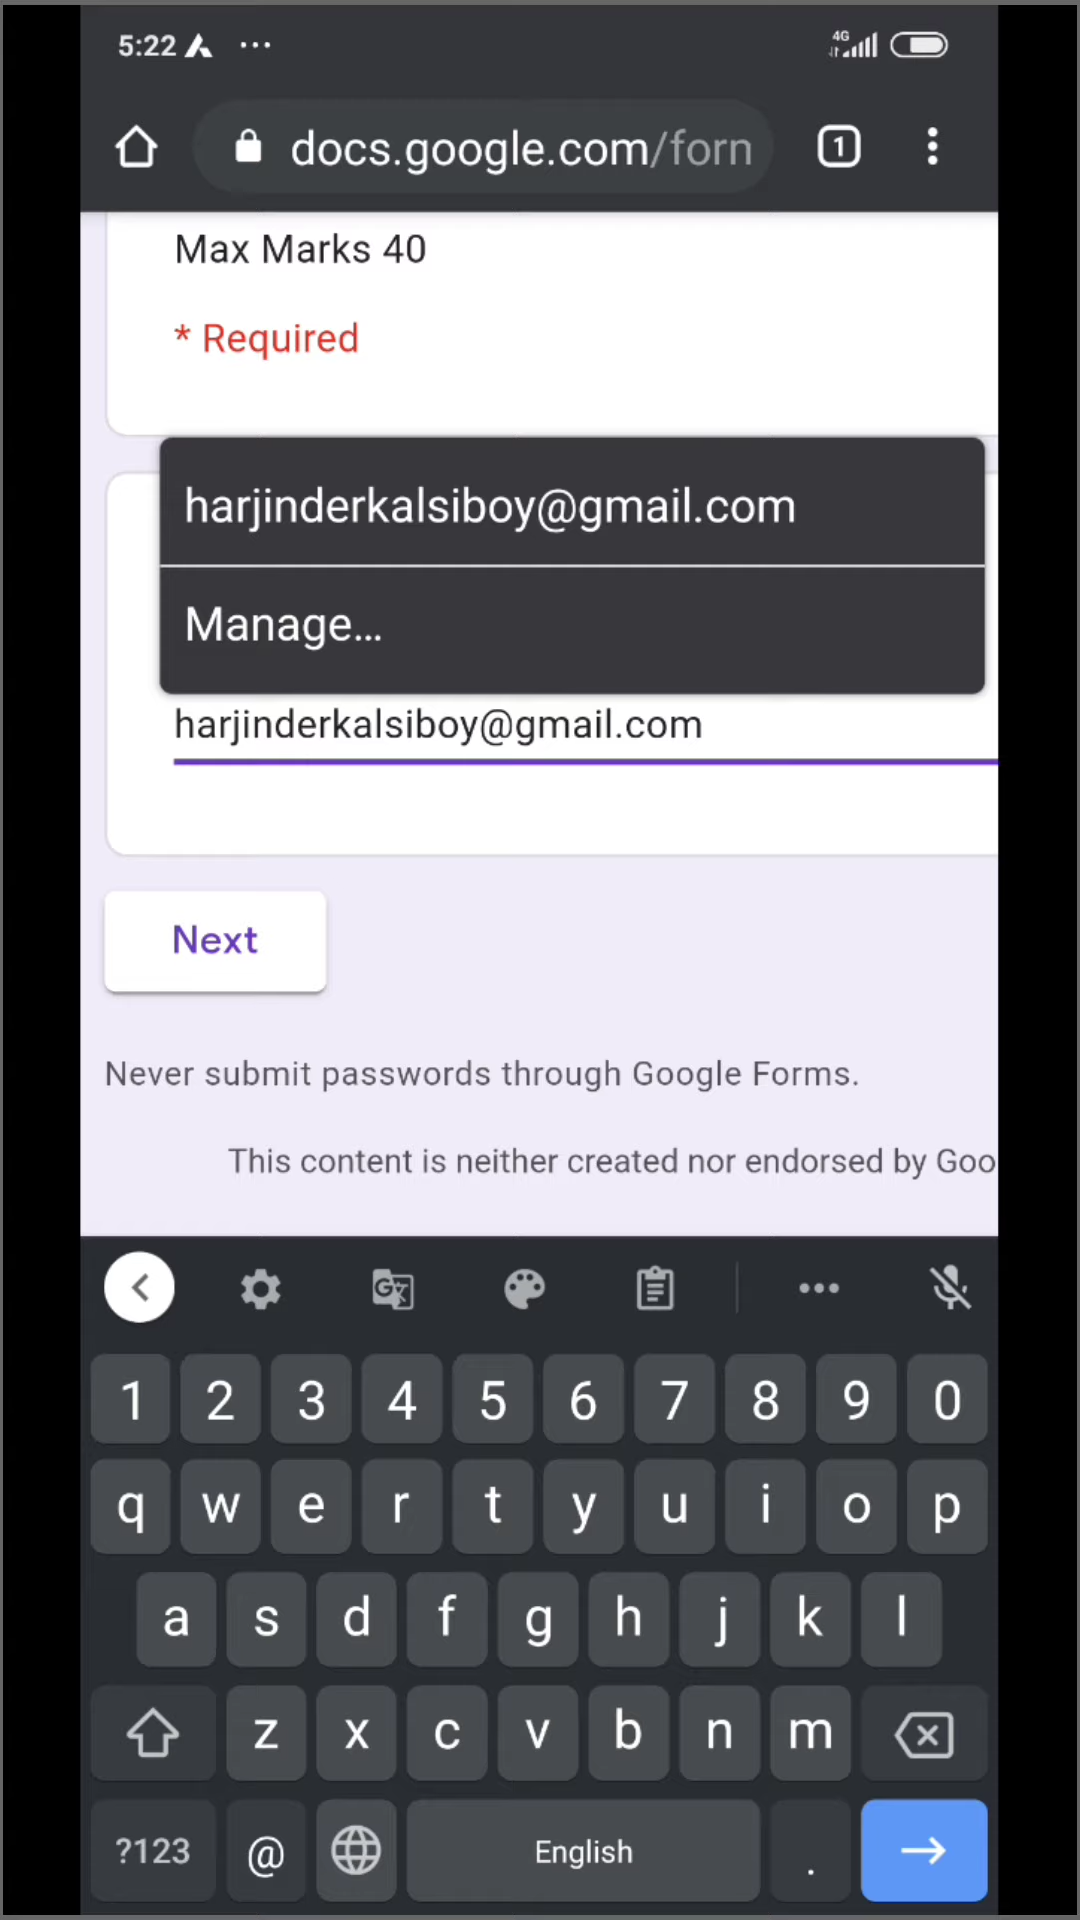 5:22
4G
docs.google.com/forn
1
Max Marks 40
* Required
harjinderkalsiboy@gmail.com
Manage...
harjinderkalsiboy@gmail.com
Next
Never submit passwords through Google Forms.
This content is neither created nor endorsed by Goo
1 2 3 4 5 6 7 8 9 0
q w e r t y u i o p
a s d f g h j k l
z x c v b n m
?123 @ English .